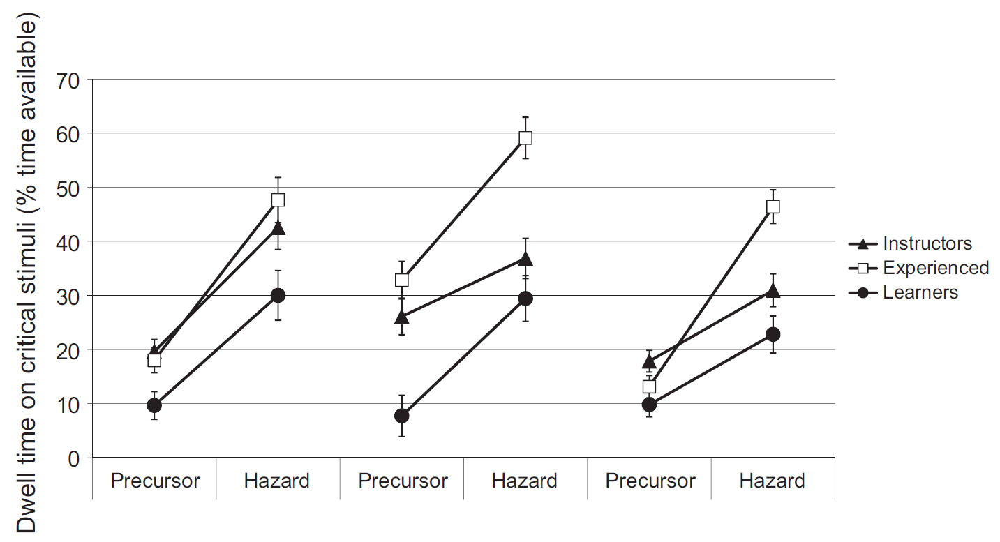 Dwell time on critical stimuli (% time available)
70
60
50
40
30
20
10
0
Precursor Hazard Precursor Hazard Precursor Hazard
Instructors
Experienced
Learners